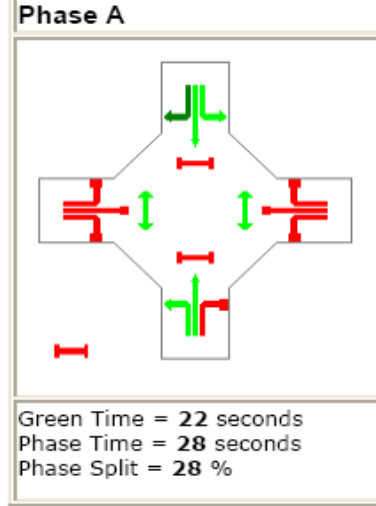 Phase A
Green Time = 22 seconds
Phase Time = 28 seconds
Phase Split = 28 %